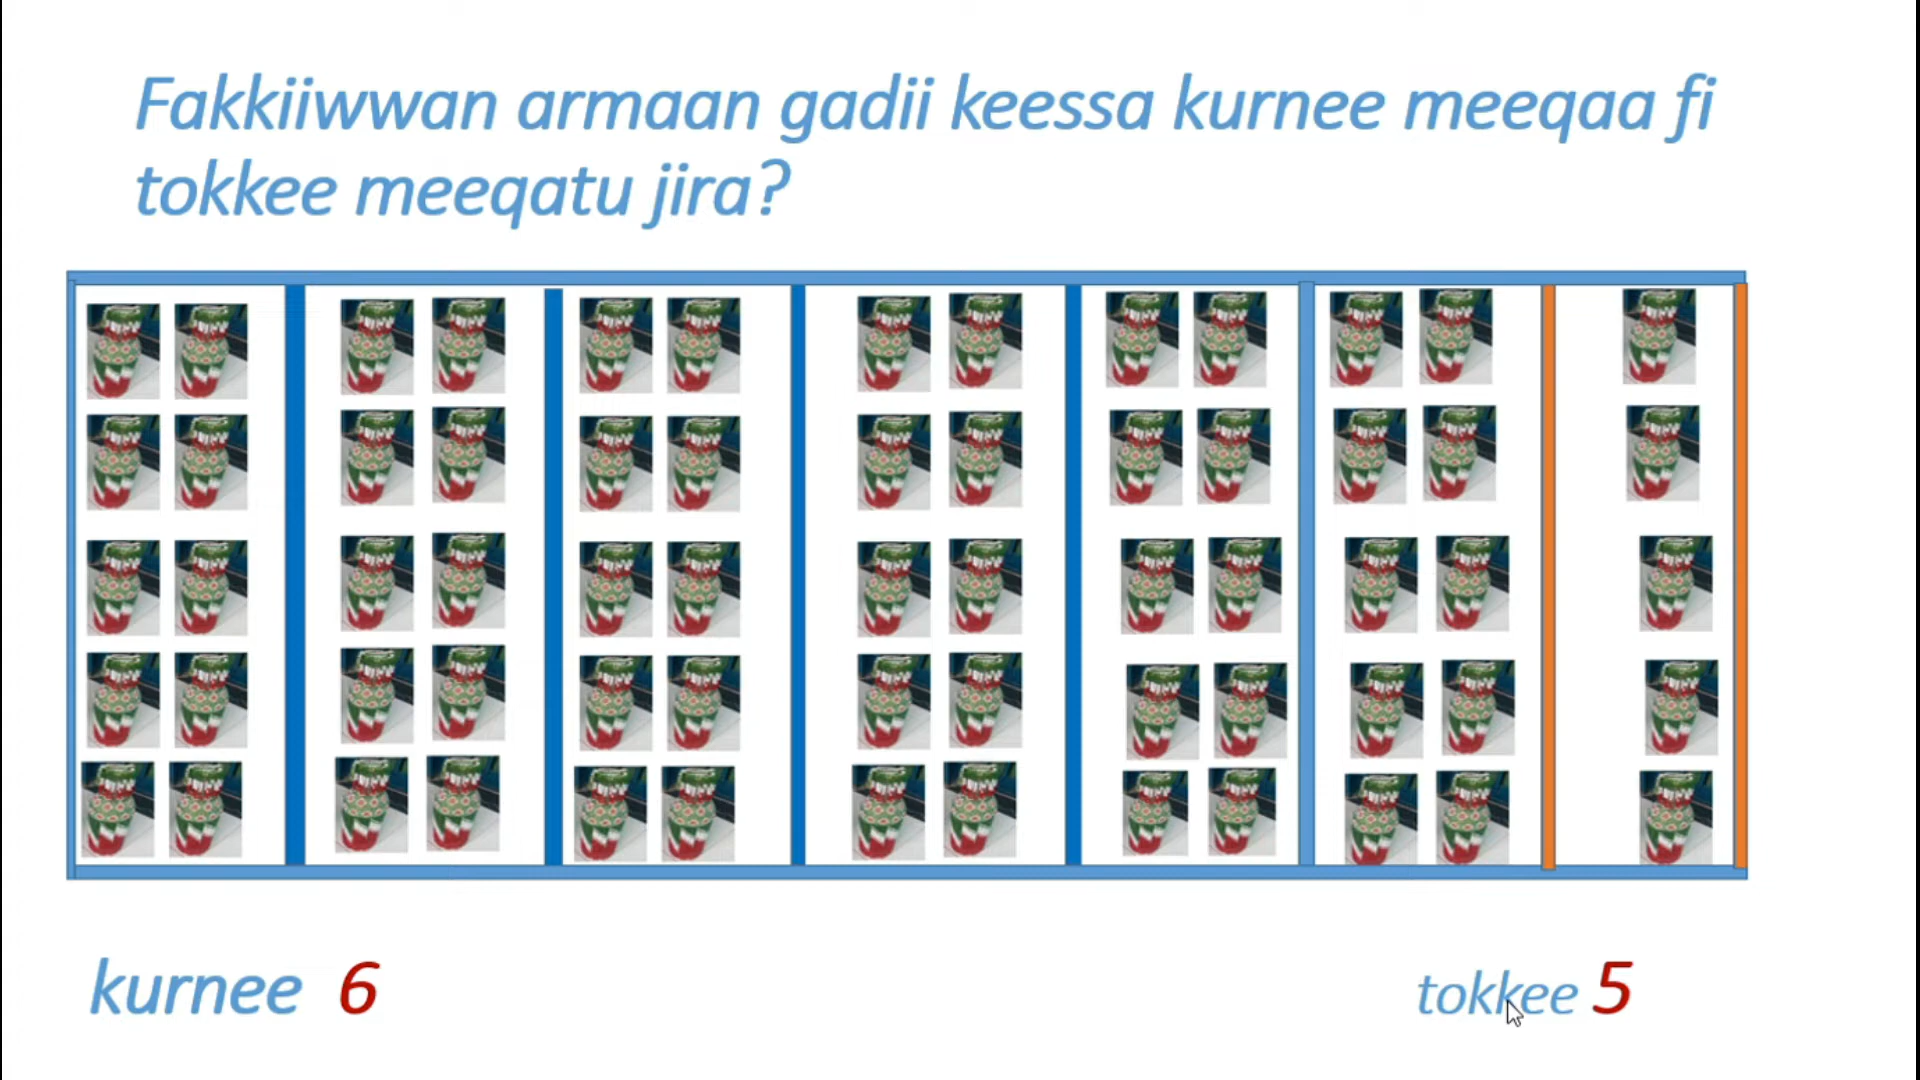 Fakkiiwwan armaan gadii keessa kurnee meeqaa fi
tokkee meeqatu jira?
kurnee 6
tokkee 5